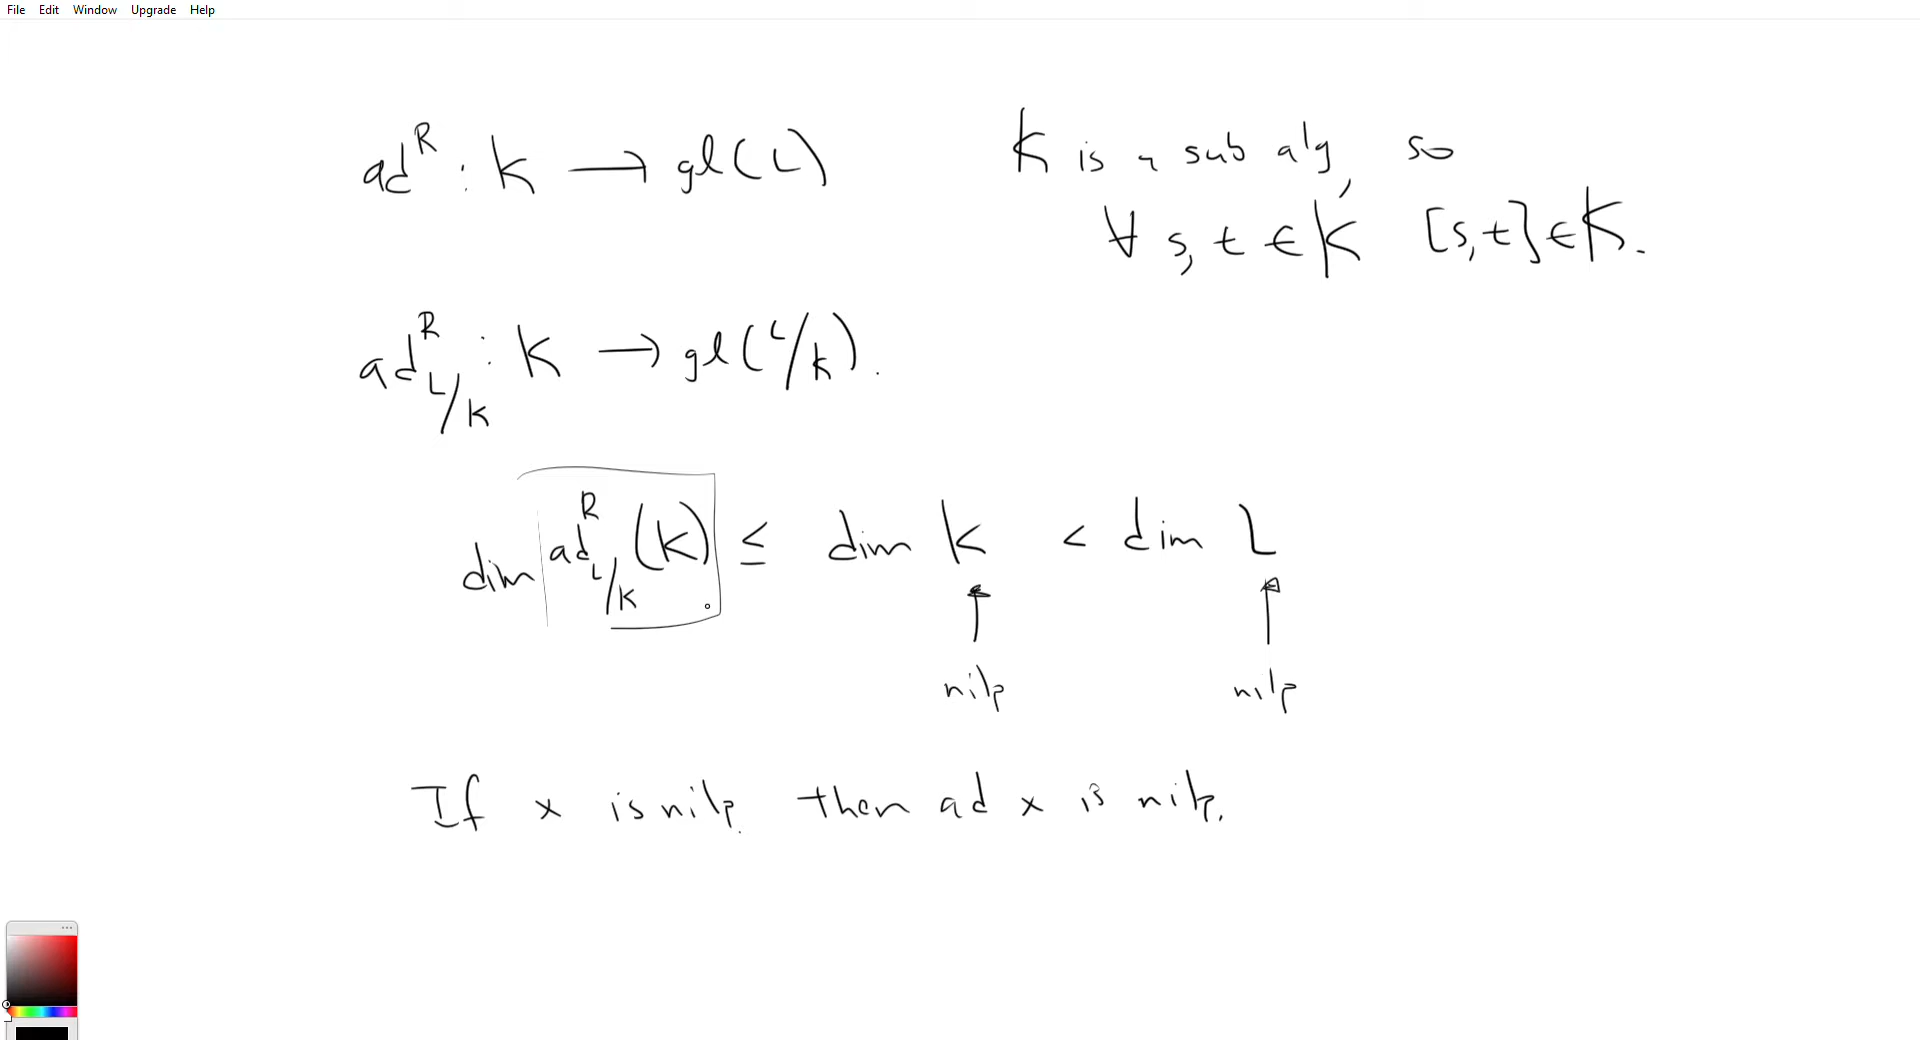 File Edit Window Upgrade Help
ad^R : K → gl(L)
K is a sub alg, so
∀ s, t ∈ K [s, t] ∈ K.
ad^R_{L/K} : K → gl(L/K).
dim ad^R_{L/K} (K) ≤ dim K < dim L
nilp nilp
If x is nilp. then ad x is nilp.